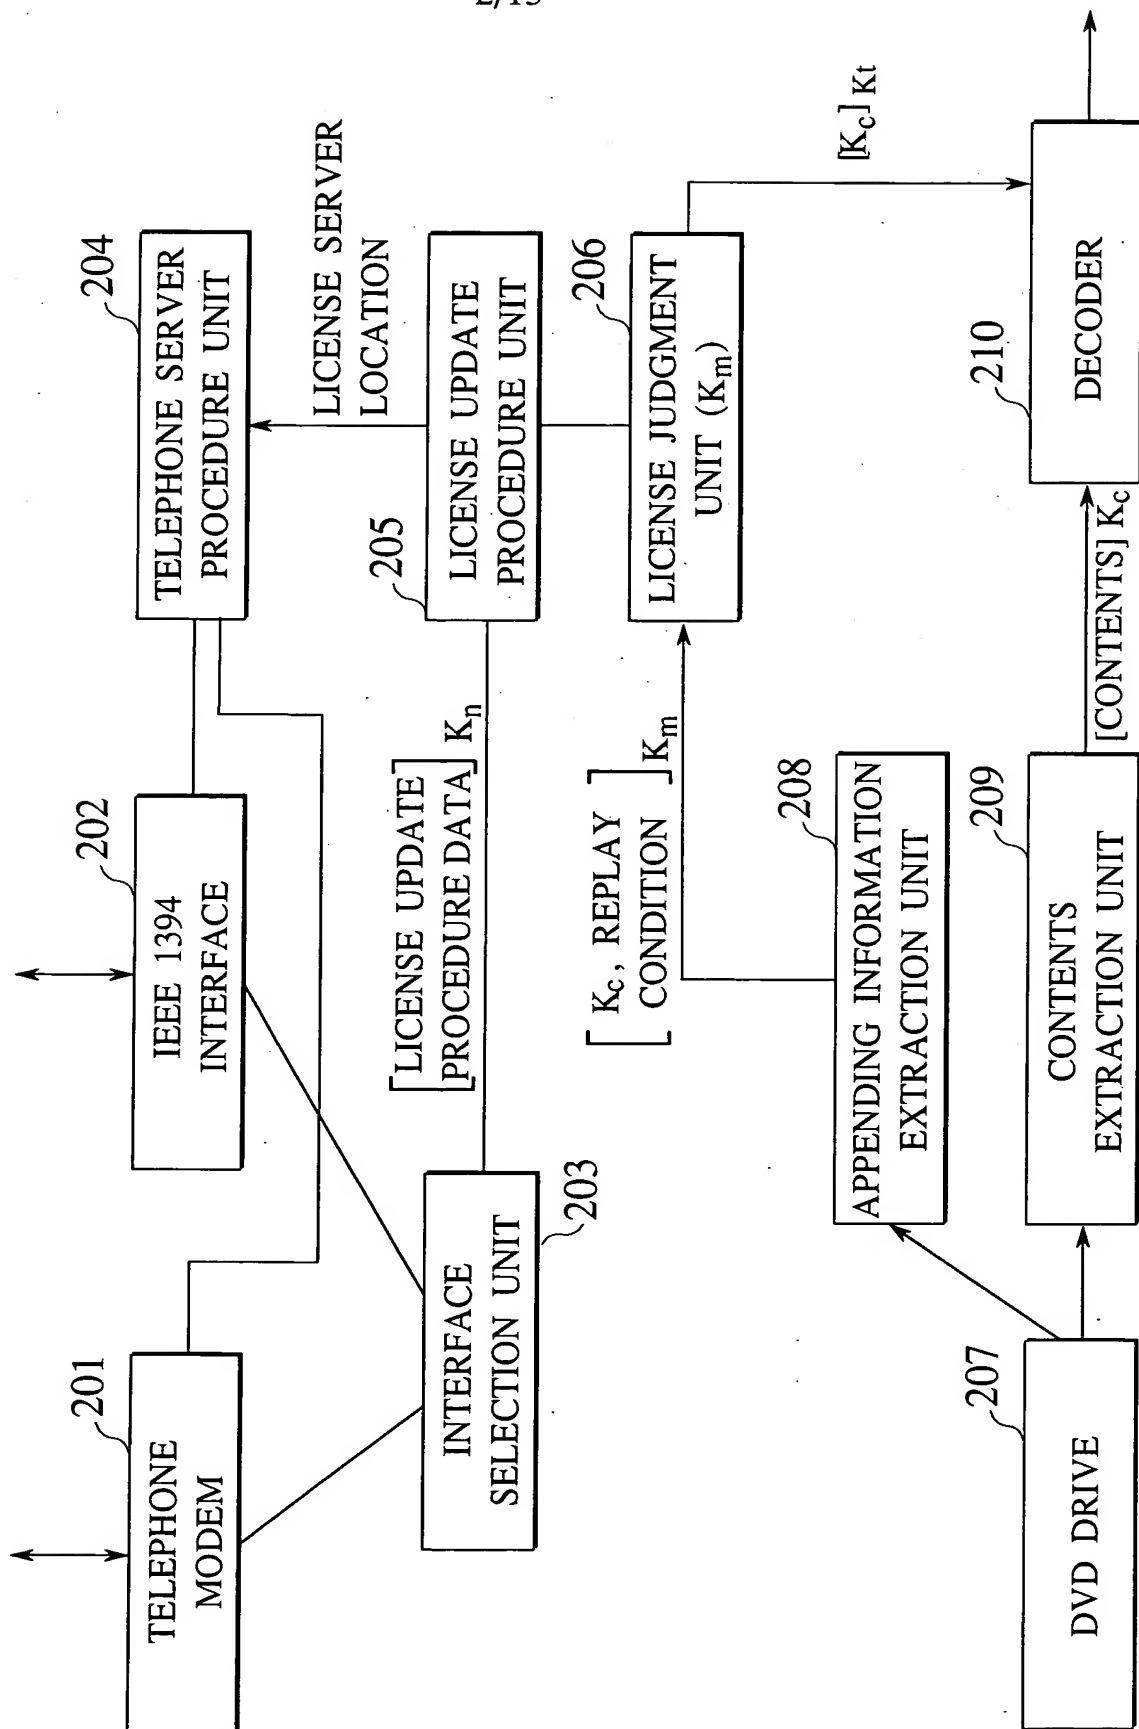 2/15
201
TELEPHONE
MODEM
202
IEEE 1394
INTERFACE
204
TELEPHONE SERVER
PROCEDURE UNIT
LICENSE SERVER
LOCATION
INTERFACE
SELECTION UNIT
203
[LICENSE UPDATE
PROCEDURE DATA] Kn
205
LICENSE UPDATE
PROCEDURE UNIT
206
LICENSE JUDGMENT
UNIT (Km)
[Kc, REPLAY
CONDITION] Km
[Kc] Kt
208
APPENDING INFORMATION
EXTRACTION UNIT
207
DVD DRIVE
209
CONTENTS
EXTRACTION UNIT
[CONTENTS] Kc
210
DECODER